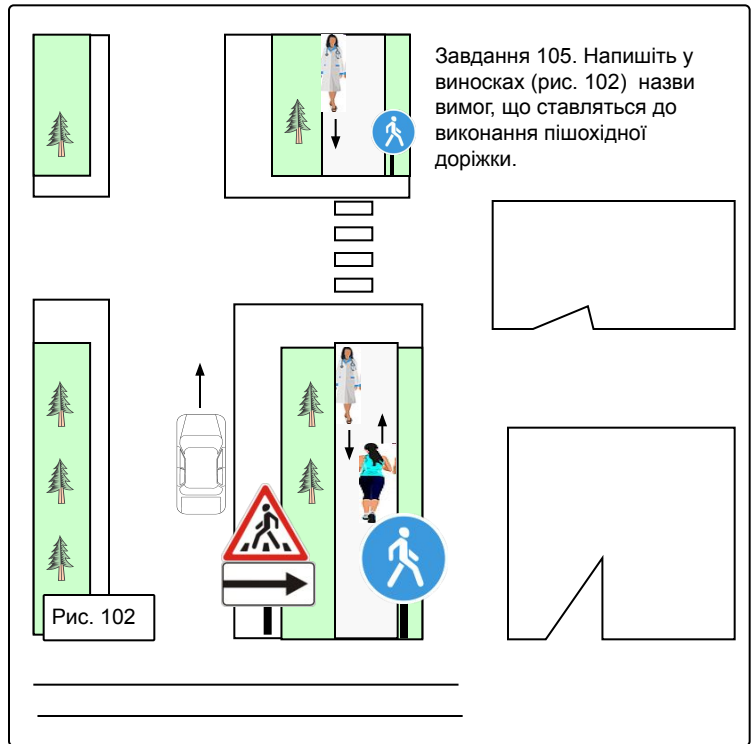 Завдання 105. Напишіть у
виносках (рис. 102) назви
вимог, що ставляться до
виконання пішохідної
доріжки.
Рис. 102